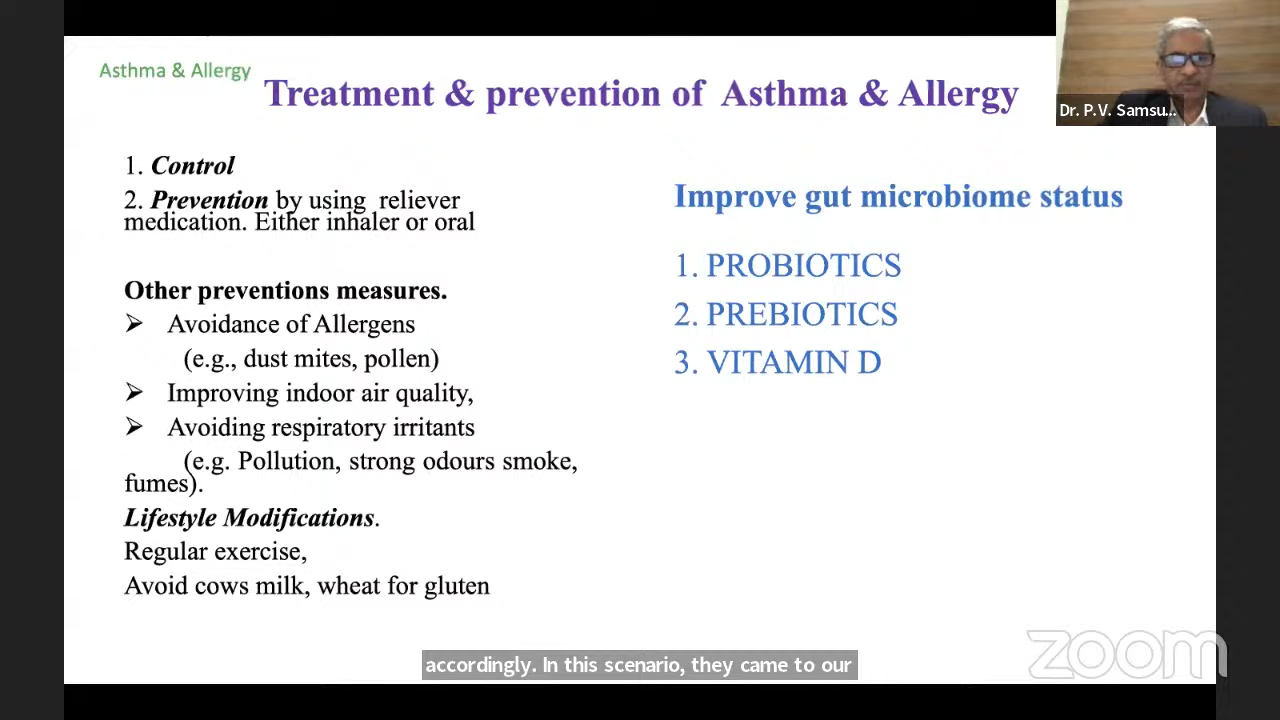 Asthma & Allergy
Treatment & prevention of Asthma & Allergy
Dr. P.V. Samsu...
1. Control
2. Prevention by using reliever
medication. Either inhaler or oral
Other preventions measures.
Avoidance of Allergens
(e.g., dust mites, pollen)
Improving indoor air quality,
Avoiding respiratory irritants
(e.g. Pollution, strong odours smoke,
fumes).
Lifestyle Modifications.
Regular exercise,
Avoid cows milk, wheat for gluten
Improve gut microbiome status
1. PROBIOTICS
2. PREBIOTICS
3. VITAMIN D
accordingly. In this scenario, they came to our
zoom